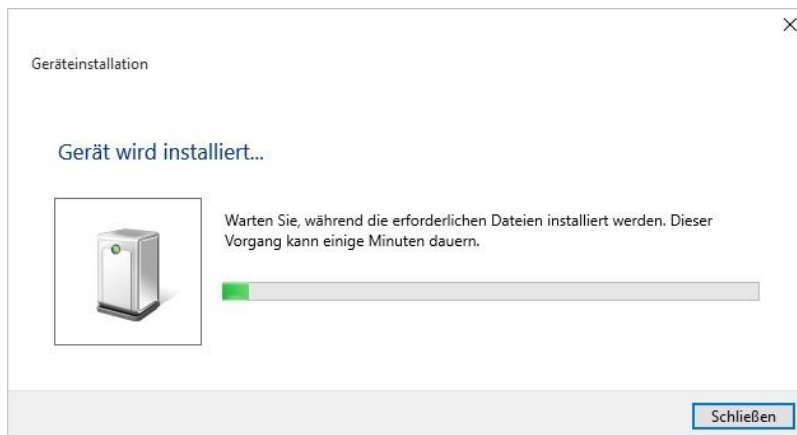 Geräteinstallation
Gerät wird installiert...
Warten Sie, während die erforderlichen Dateien installiert werden. Dieser
Vorgang kann einige Minuten dauern.
Schließen